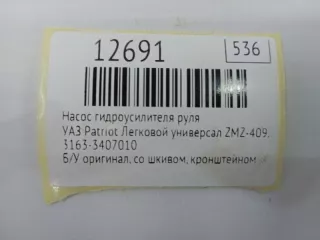 12691
536
Насос гидроусилителя руля
УАЗ Patriot Легковой универсал ZMZ-409,
3163-3407010
Б/У оригинал, со шкивом, кронштейном